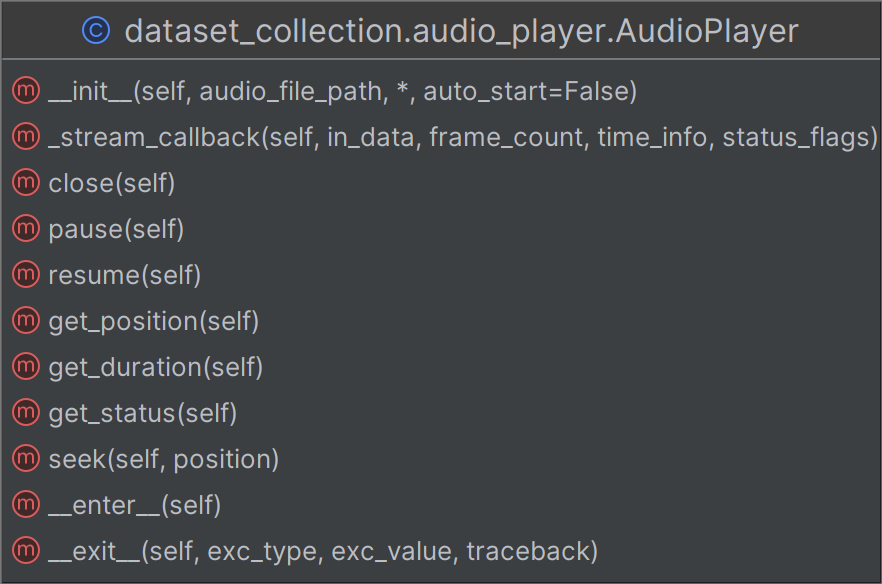 C dataset_collection.audio_player.AudioPlayer
m __init__(self, audio_file_path, *, auto_start=False)
m _stream_callback(self, in_data, frame_count, time_info, status_flags)
m close(self)
m pause(self)
m resume(self)
m get_position(self)
m get_duration(self)
m get_status(self)
m seek(self, position)
m __enter__(self)
m __exit__(self, exc_type, exc_value, traceback)